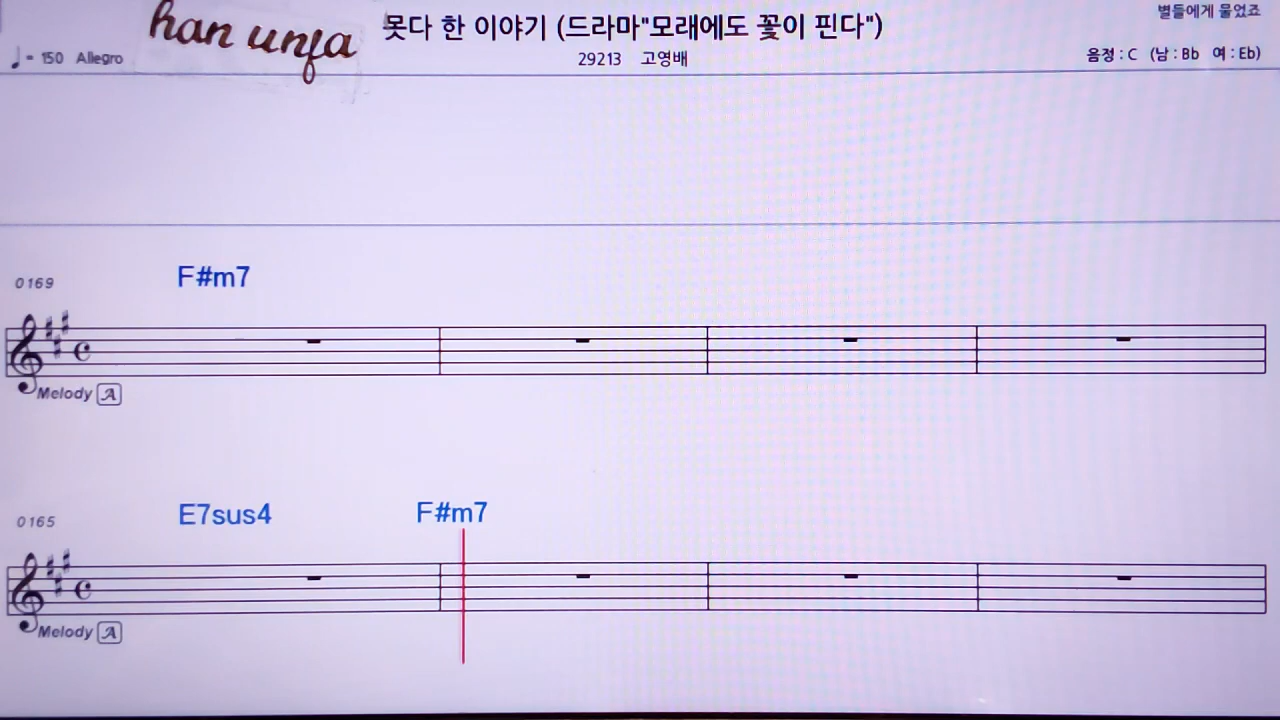 han unfa
못다 한 이야기 (드라마"모래에도 꽃이 핀다")
별들에게 물었죠
♩ = 150 Allegro
29213 고영배
음정 : C (남 : Bb 여 : Eb)
0169 F#m7
Melody A
0165 E7sus4 F#m7
Melody A